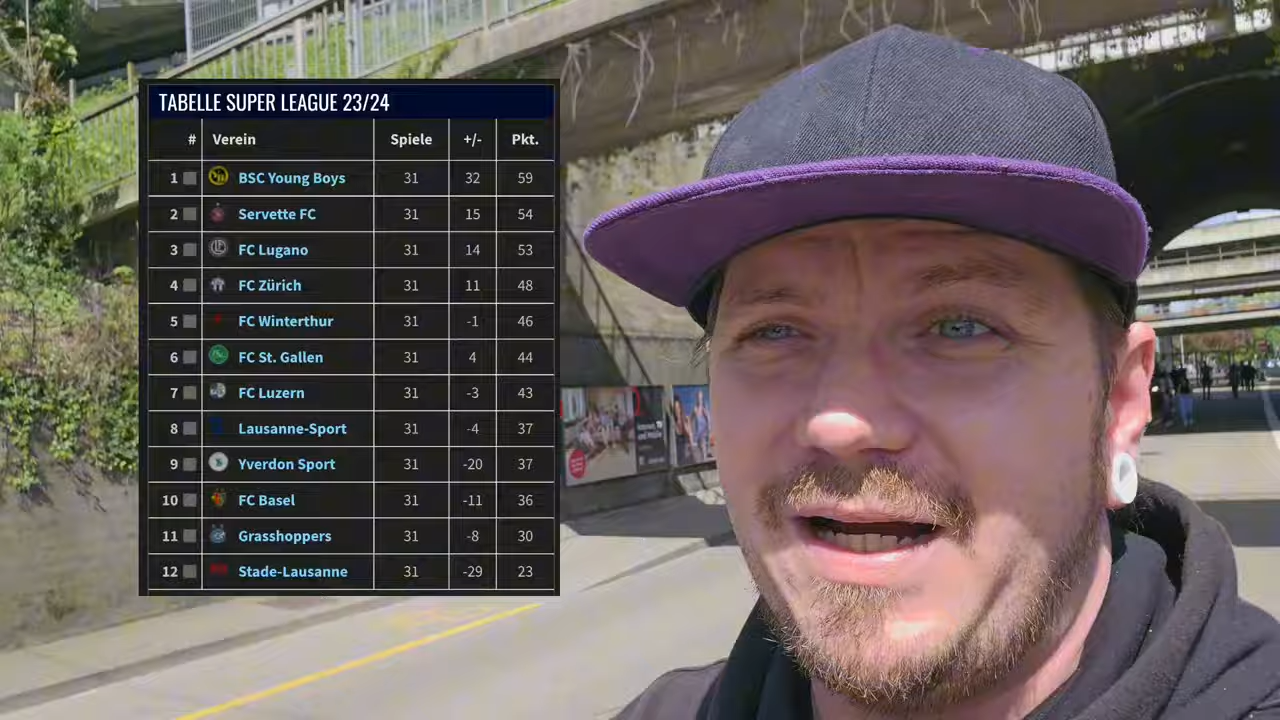 TABELLE SUPER LEAGUE 23/24
# Verein Spiele +/- Pkt.
1 BSC Young Boys 31 32 59
2 Servette FC 31 15 54
3 FC Lugano 31 14 53
4 FC Zürich 31 11 48
5 FC Winterthur 31 -1 46
6 FC St. Gallen 31 4 44
7 FC Luzern 31 -3 43
8 Lausanne-Sport 31 -4 37
9 Yverdon Sport 31 -20 37
10 FC Basel 31 -11 36
11 Grasshoppers 31 -8 30
12 Stade-Lausanne 31 -29 23